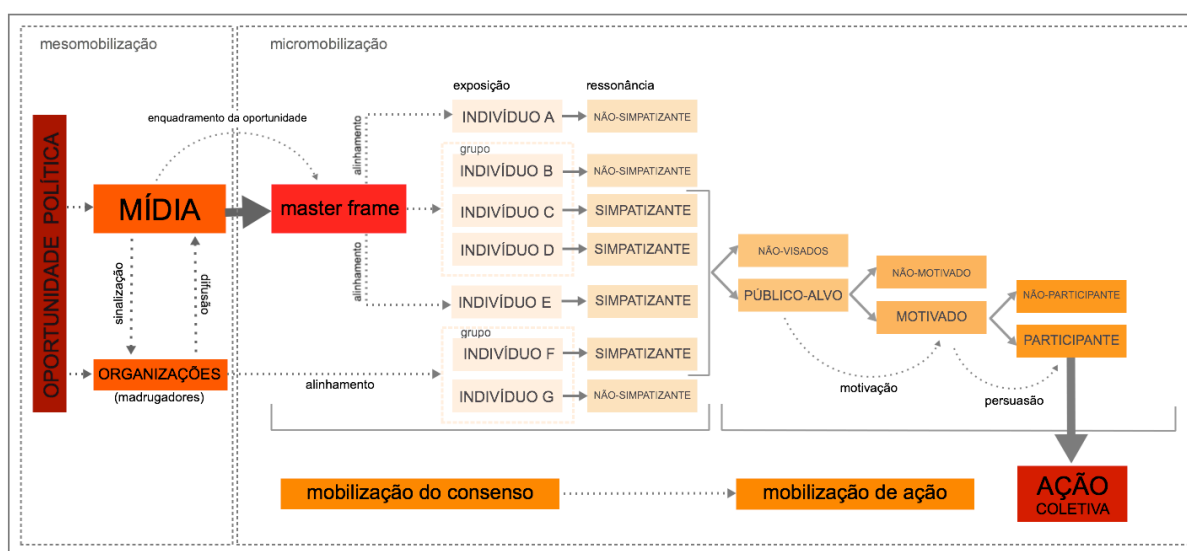 mesomobilização
micromobilização
exposição
ressonância
OPORTUNIDADE POLÍTICA
enquadramento da oportunidade
alinhamento
INDIVÍDUO A
NÃO-SIMPATIZANTE
grupo
INDIVÍDUO B
NÃO-SIMPATIZANTE
MÍDIA
master frame
INDIVÍDUO C
SIMPATIZANTE
INDIVÍDUO D
SIMPATIZANTE
NÃO-VISADOS
sinalização
difusão
alinhamento
NÃO-MOTIVADO
PÚBLICO-ALVO
INDIVÍDUO E
SIMPATIZANTE
NÃO-PARTICIPANTE
MOTIVADO
grupo
PARTICIPANTE
INDIVÍDUO F
SIMPATIZANTE
ORGANIZAÇÕES
(madrugadores)
alinhamento
motivação
INDIVÍDUO G
NÃO-SIMPATIZANTE
persuasão
mobilização do consenso
mobilização de ação
AÇÃO
COLETIVA